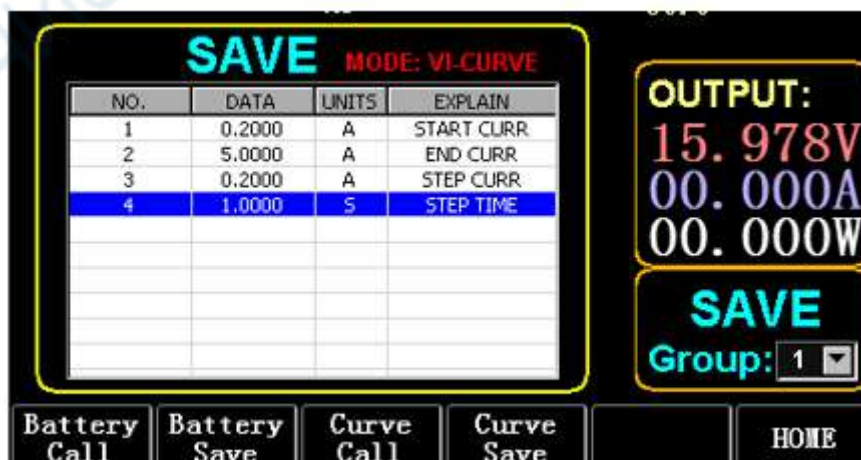 SAVE MODE: VI-CURVE
NO. DATA UNITS EXPLAIN
1 0.2000 A START CURR
2 5.0000 A END CURR
3 0.2000 A STEP CURR
4 1.0000 S STEP TIME
OUTPUT:
15.978V
00.000A
00.000W
SAVE
Group: 1
Battery Call
Battery Save
Curve Call
Curve Save
HOME